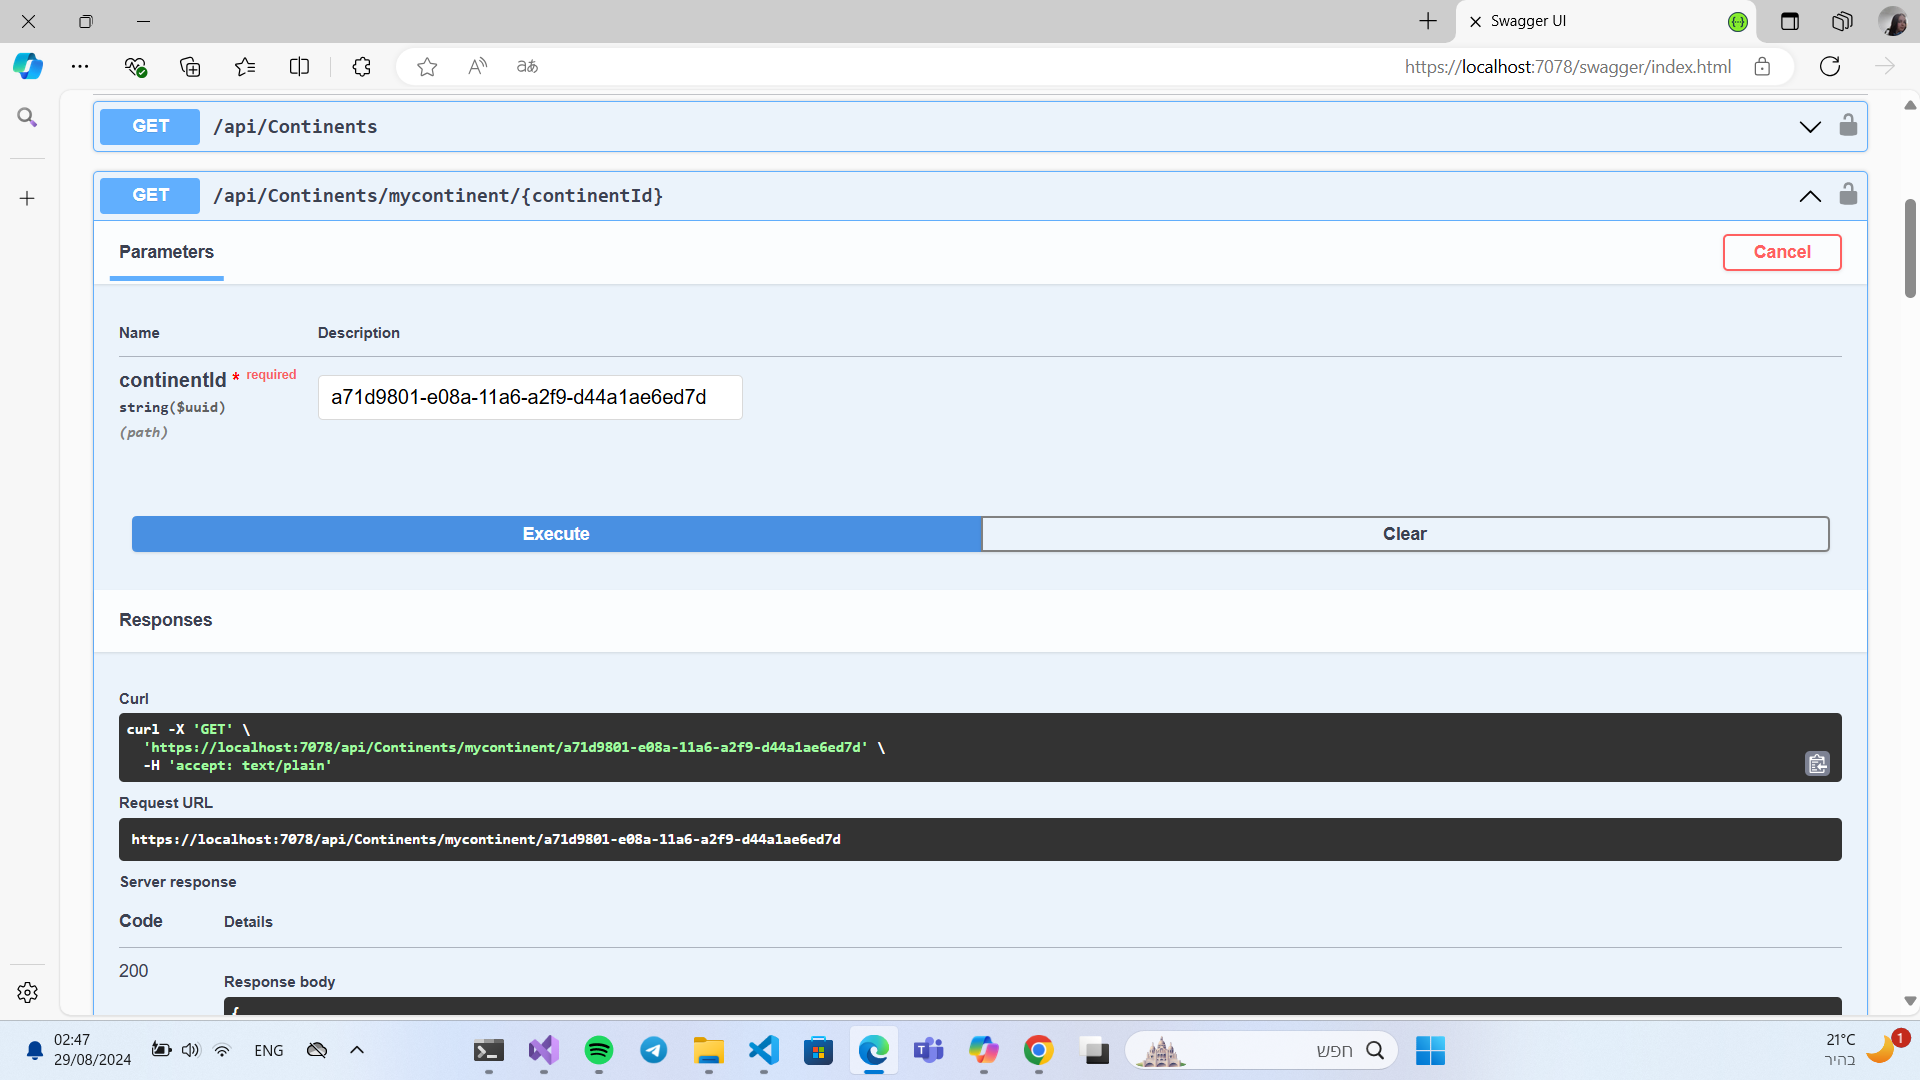 Swagger UI
https://localhost:7078/swagger/index.html
GET /api/Continents
GET /api/Continents/mycontinent/{continentId}
Parameters
Cancel
Name Description
continentId * required
string($uuid)
(path)
a71d9801-e08a-11a6-a2f9-d44a1ae6ed7d
Execute Clear
Responses
Curl
curl -X 'GET' \
'https://localhost:7078/api/Continents/mycontinent/a71d9801-e08a-11a6-a2f9-d44a1ae6ed7d' \
-H 'accept: text/plain'
Request URL
https://localhost:7078/api/Continents/mycontinent/a71d9801-e08a-11a6-a2f9-d44a1ae6ed7d
Server response
Code Details
200
Response body
{
02:47
29/08/2024
ENG
חפש
21°C
בהיר
1